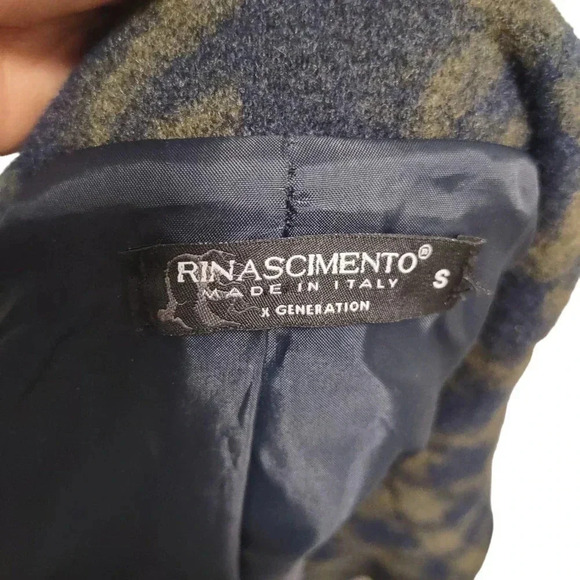 RINASCIMENTO® S
MADE IN ITALY
X GENERATION